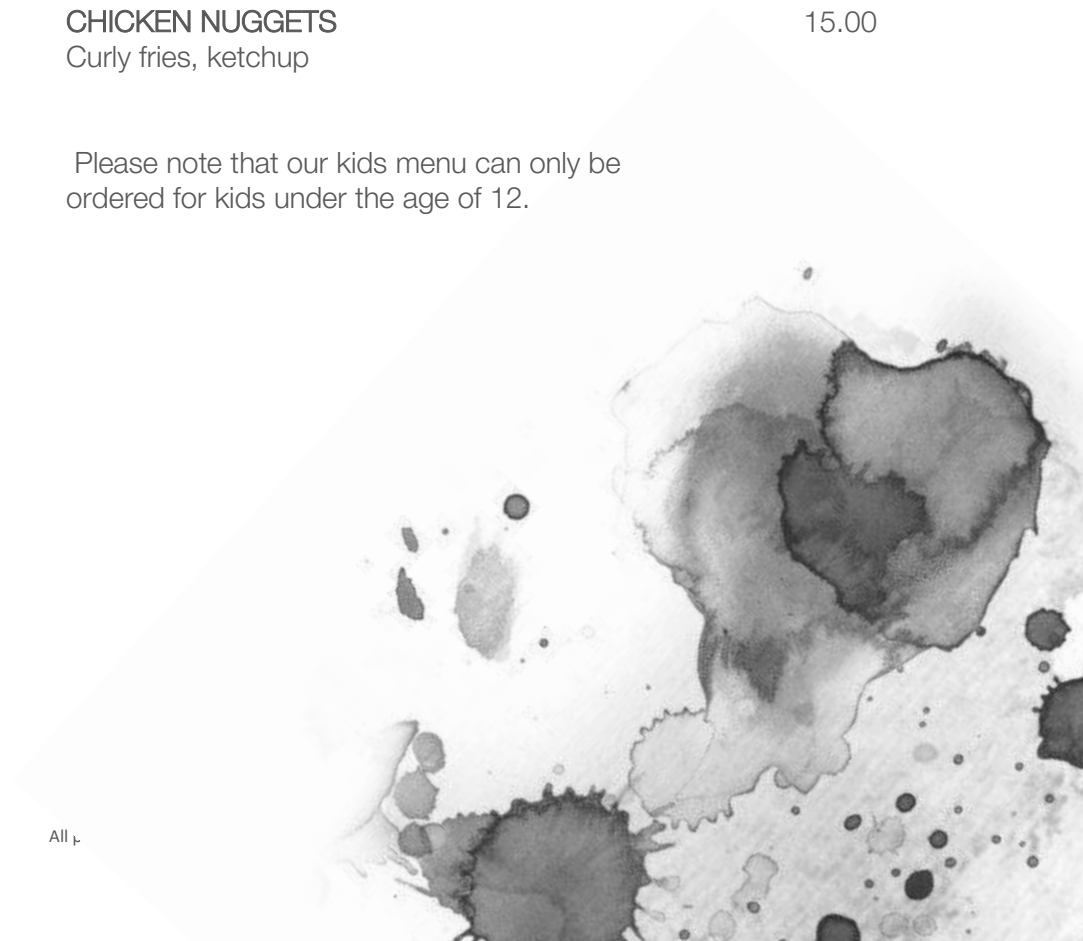 CHICKEN NUGGETS 15.00
Curly fries, ketchup
Please note that our kids menu can only be
ordered for kids under the age of 12.
All